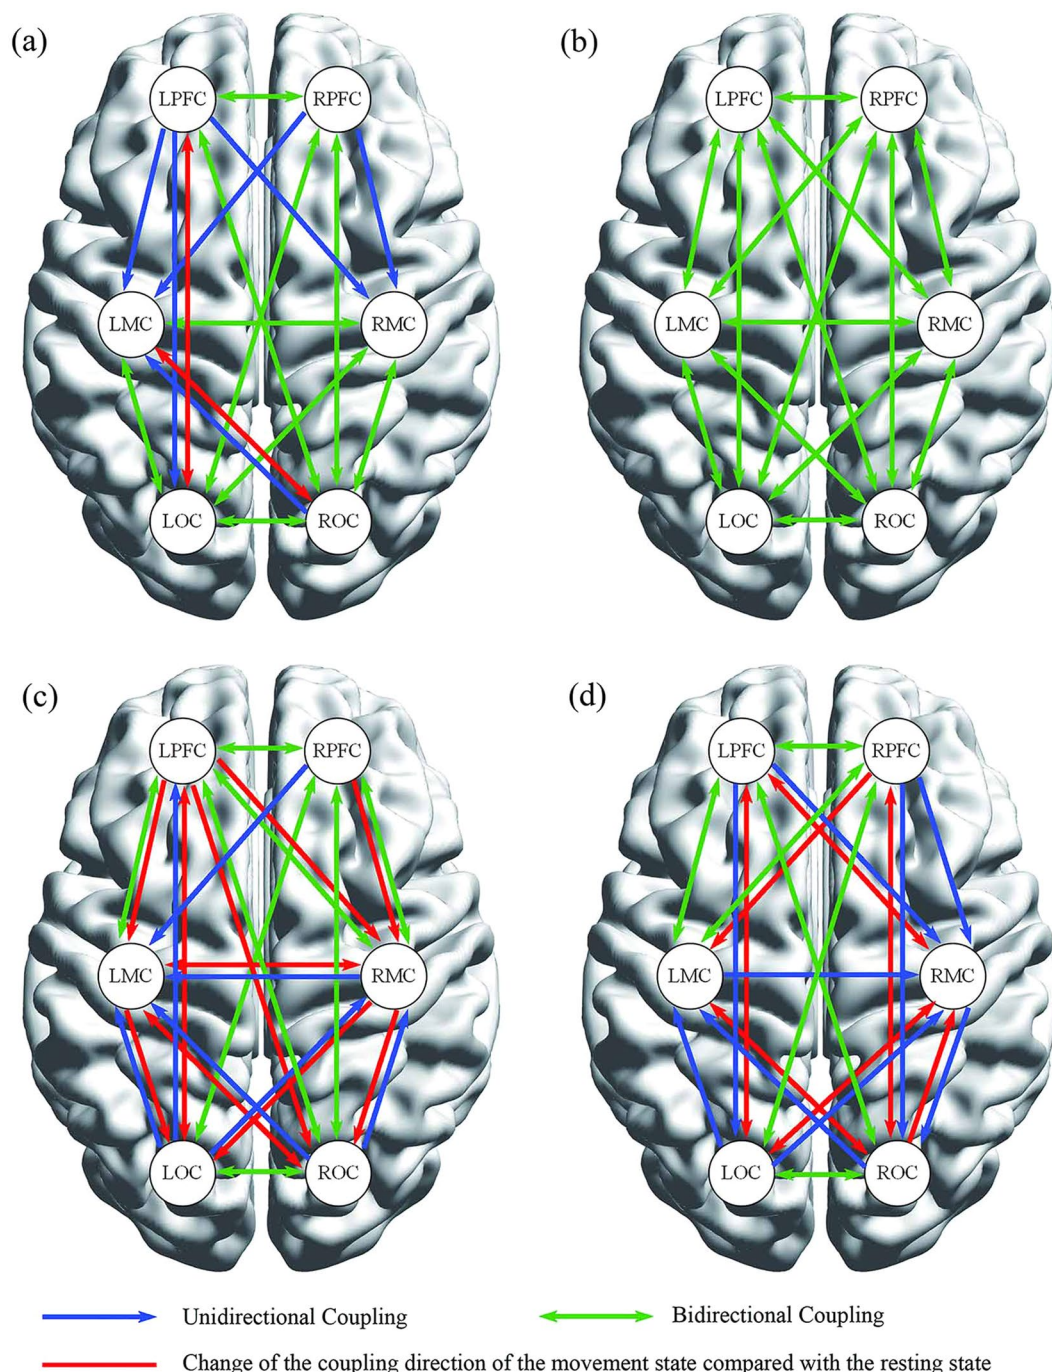 (a)
(b)
LPFC RPFC LPFC RPFC
LMC RMC LMC RMC
LOC ROC LOC ROC
(c)
(d)
LPFC RPFC LPFC RPFC
LMC RMC LMC RMC
LOC ROC LOC ROC
Unidirectional Coupling
Bidirectional Coupling
Change of the coupling direction of the movement state compared with the resting state